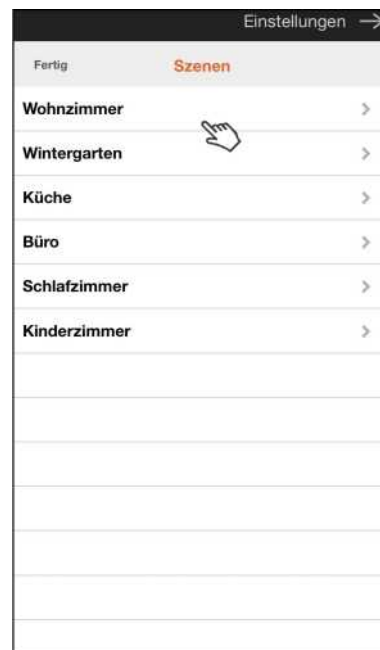 Einstellungen
Fertig Szenen
Wohnzimmer
Wintergarten
Küche
Büro
Schlafzimmer
Kinderzimmer